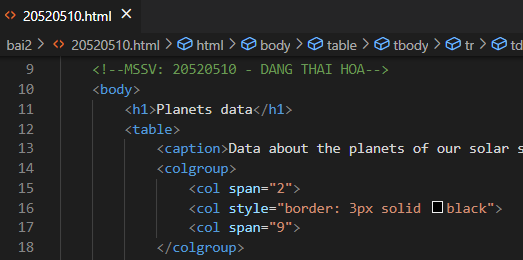 20520510.html
bai2 > 20520510.html > html > body > table > tbody > tr > td
9 <!--MSSV: 20520510 - DANG THAI HOA-->
10 <body>
11 <h1>Planets data</h1>
12 <table>
13 <caption>Data about the planets of our solar s
14 <colgroup>
15 <col span="2">
16 <col style="border: 3px solid black">
17 <col span="9">
18 </colgroup>